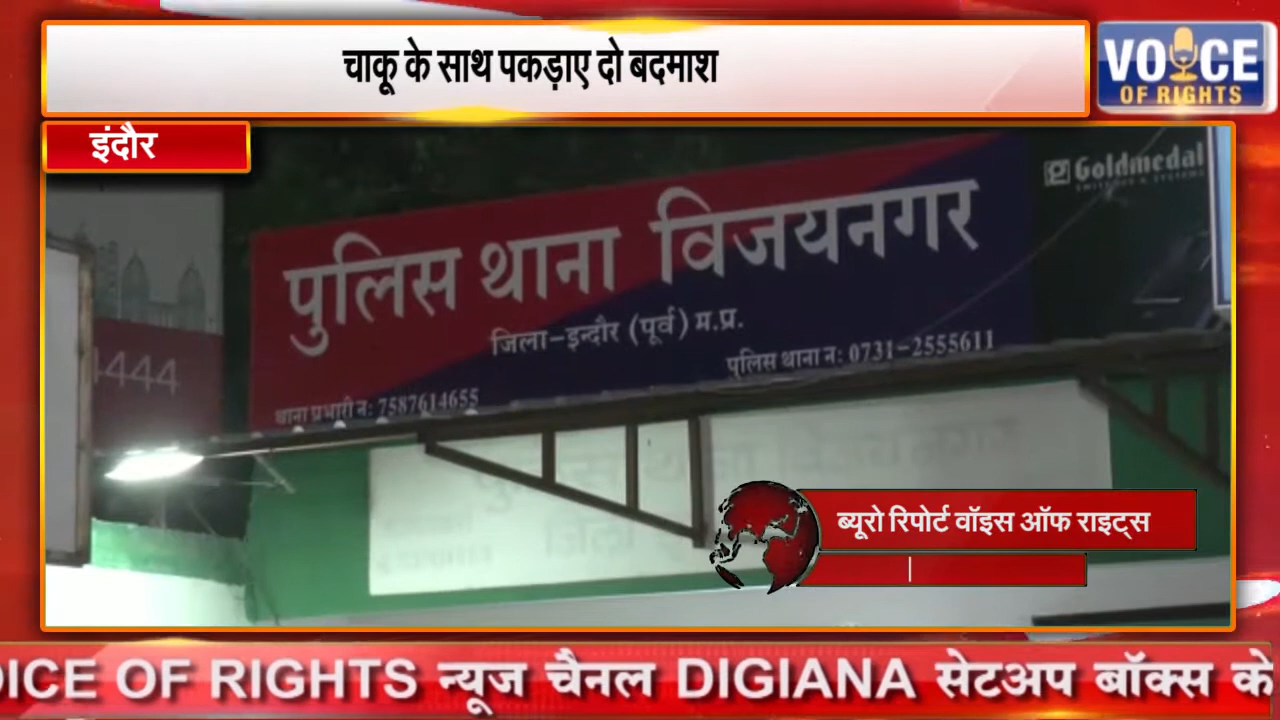 चाकू के साथ पकड़ाए दो बदमाश
VOICE
OF RIGHTS
इंदौर
Goldmedal
पुलिस थाना विजयनगर
जिला-इन्दौर (पूर्व) म.प्र.
पुलिस थाना न: 0731-2555611
थाना प्रभारी न: 7587614655
4444
ब्यूरो रिपोर्ट वॉइस ऑफ राइट्स
OICE OF RIGHTS न्यूज चैनल DIGIANA सेटअप बॉक्स के